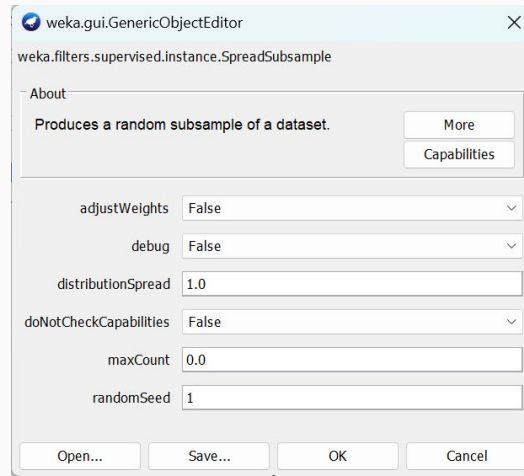 weka.gui.GenericObjectEditor
weka.filters.supervised.instance.SpreadSubsample
About
Produces a random subsample of a dataset.
More
Capabilities
adjustWeights False
debug False
distributionSpread 1.0
doNotCheckCapabilities False
maxCount 0.0
randomSeed 1
Open... Save... OK Cancel